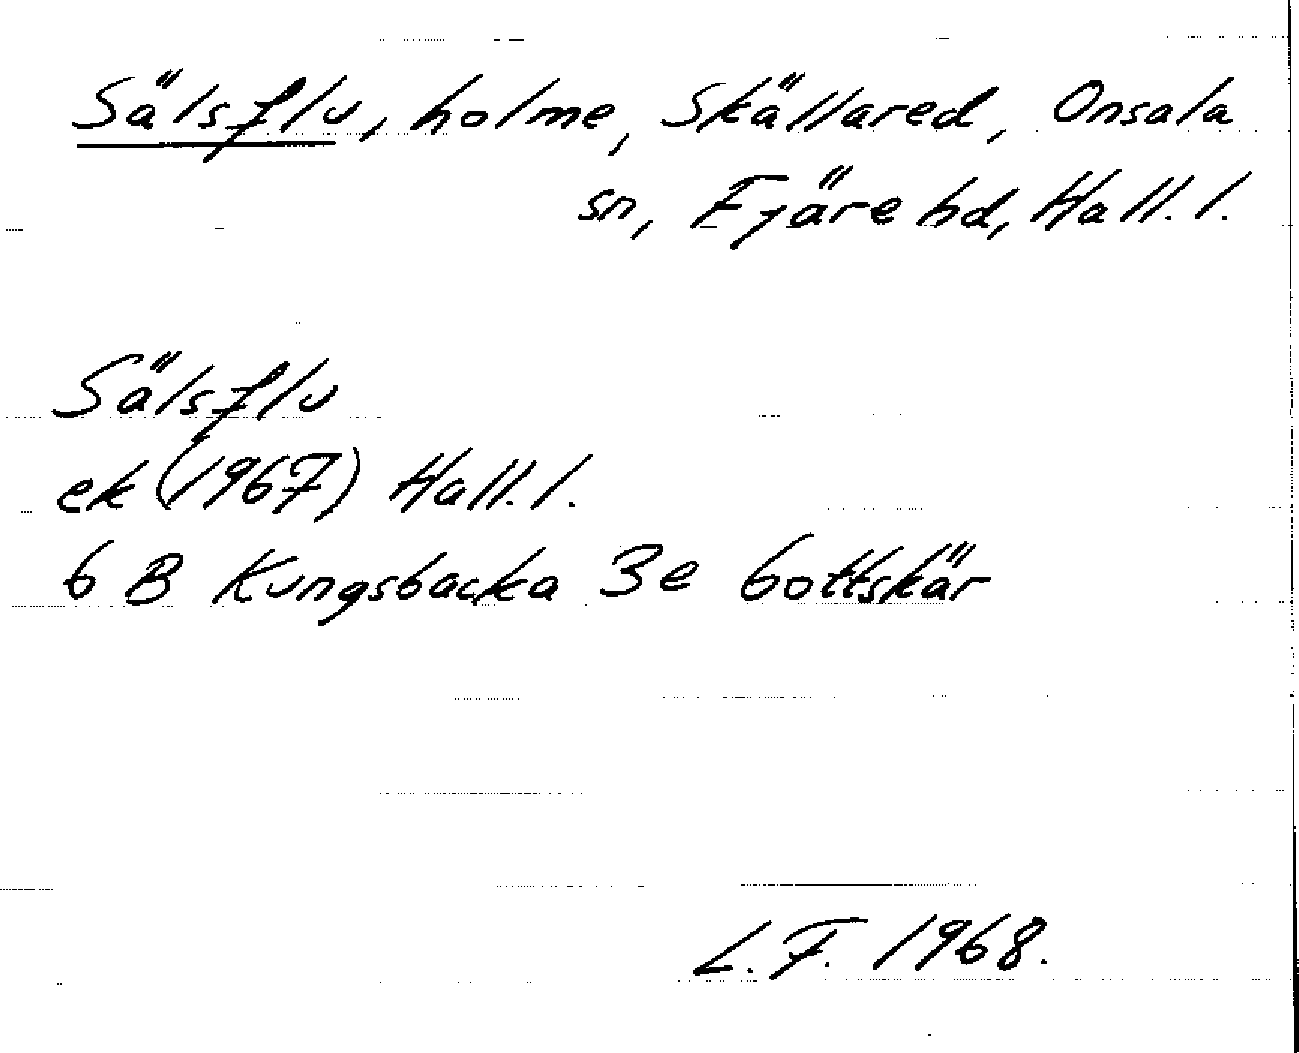 Sälsflu, holme, Skällared, Onsala
sn, Fjäre hd, Hall. l.
Sälsflu
ek (1967) Hall. l.
6 B Kungsbacka 3e Gottskär
L.F. 1968.